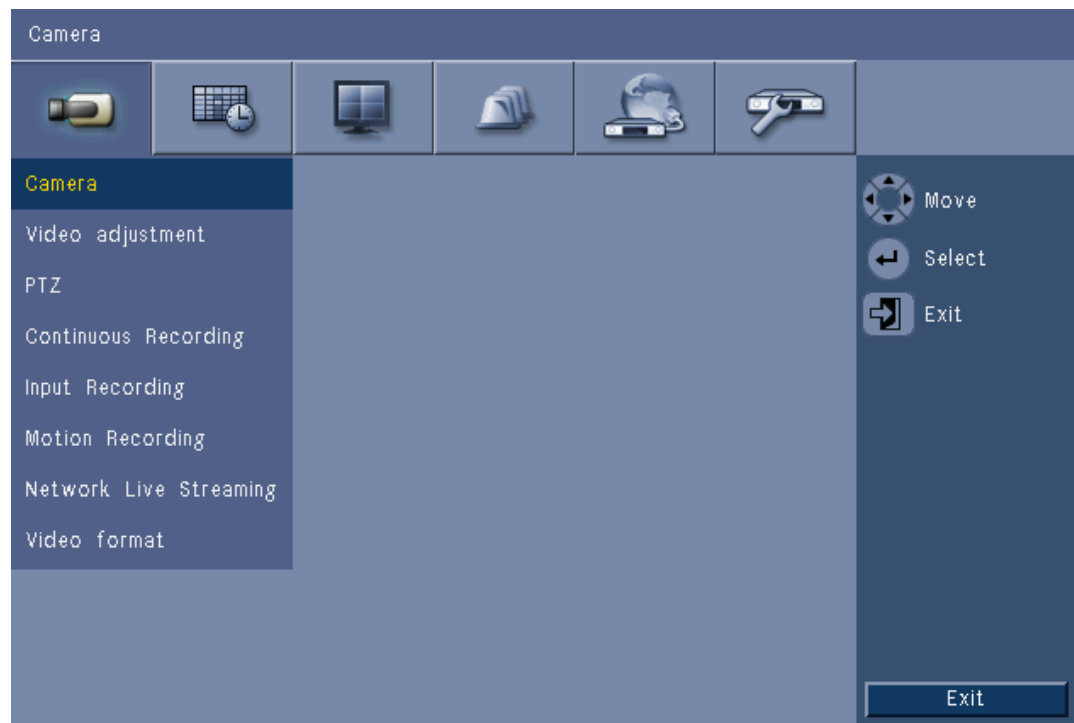 Camera
Camera
Video adjustment
PTZ
Continuous Recording
Input Recording
Motion Recording
Network Live Streaming
Video format
Move
Select
Exit
Exit